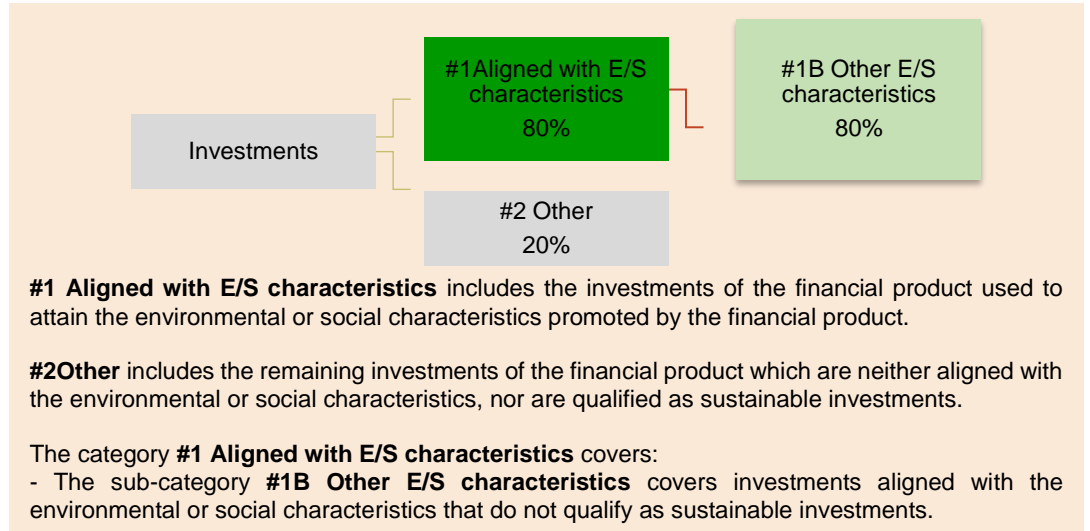 #1Aligned with E/S
characteristics
80%
#1B Other E/S
characteristics
80%
Investments
#2 Other
20%
#1 Aligned with E/S characteristics includes the investments of the financial product used to
attain the environmental or social characteristics promoted by the financial product.
#2Other includes the remaining investments of the financial product which are neither aligned with
the environmental or social characteristics, nor are qualified as sustainable investments.
The category #1 Aligned with E/S characteristics covers:
- The sub-category #1B Other E/S characteristics covers investments aligned with the
environmental or social characteristics that do not qualify as sustainable investments.